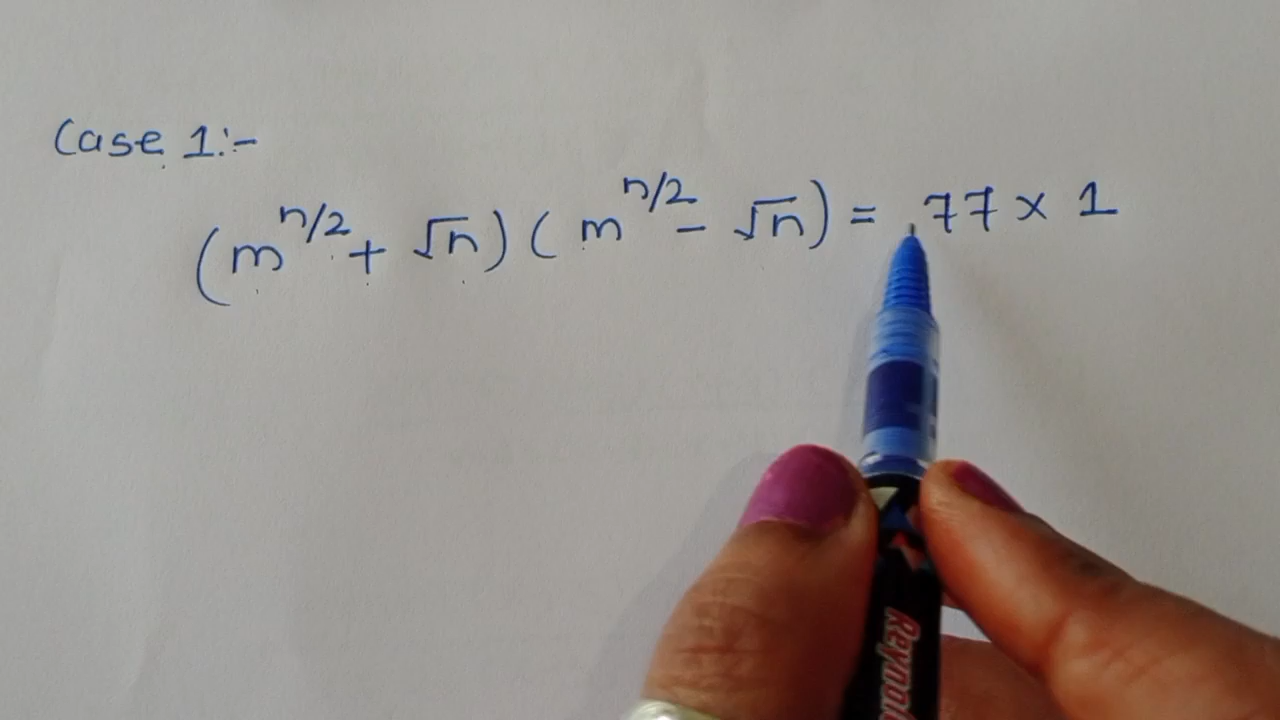 Case 1:-
(m^{n/2} + √n) (m^{n/2} - √n) = 77 × 1